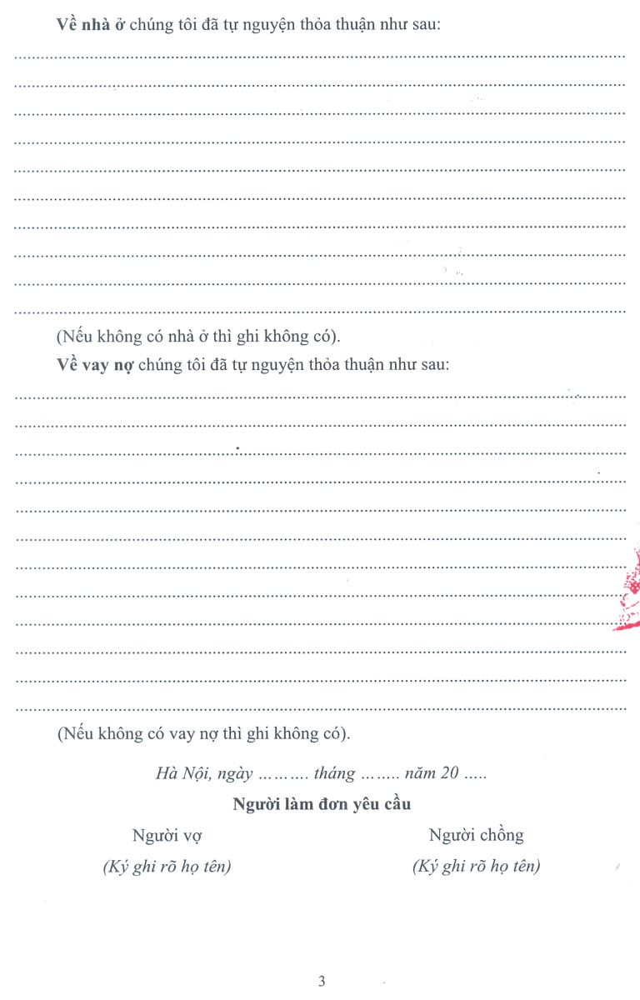 Về nhà ở chúng tôi đã tự nguyện thỏa thuận như sau:
..........................................................................................
..........................................................................................
..........................................................................................
..........................................................................................
..........................................................................................
..........................................................................................
..........................................................................................
..........................................................................................
..........................................................................................
..........................................................................................
(Nếu không có nhà ở thì ghi không có).
Về vay nợ chúng tôi đã tự nguyện thỏa thuận như sau:
..........................................................................................
..........................................................................................
..........................................................................................
..........................................................................................
..........................................................................................
..........................................................................................
..........................................................................................
..........................................................................................
..........................................................................................
..........................................................................................
..........................................................................................
..........................................................................................
(Nếu không có vay nợ thì ghi không có).
Hà Nội, ngày .......... tháng ........ năm 20 .....
Người làm đơn yêu cầu
Người vợ Người chồng
(Ký ghi rõ họ tên) (Ký ghi rõ họ tên)
3